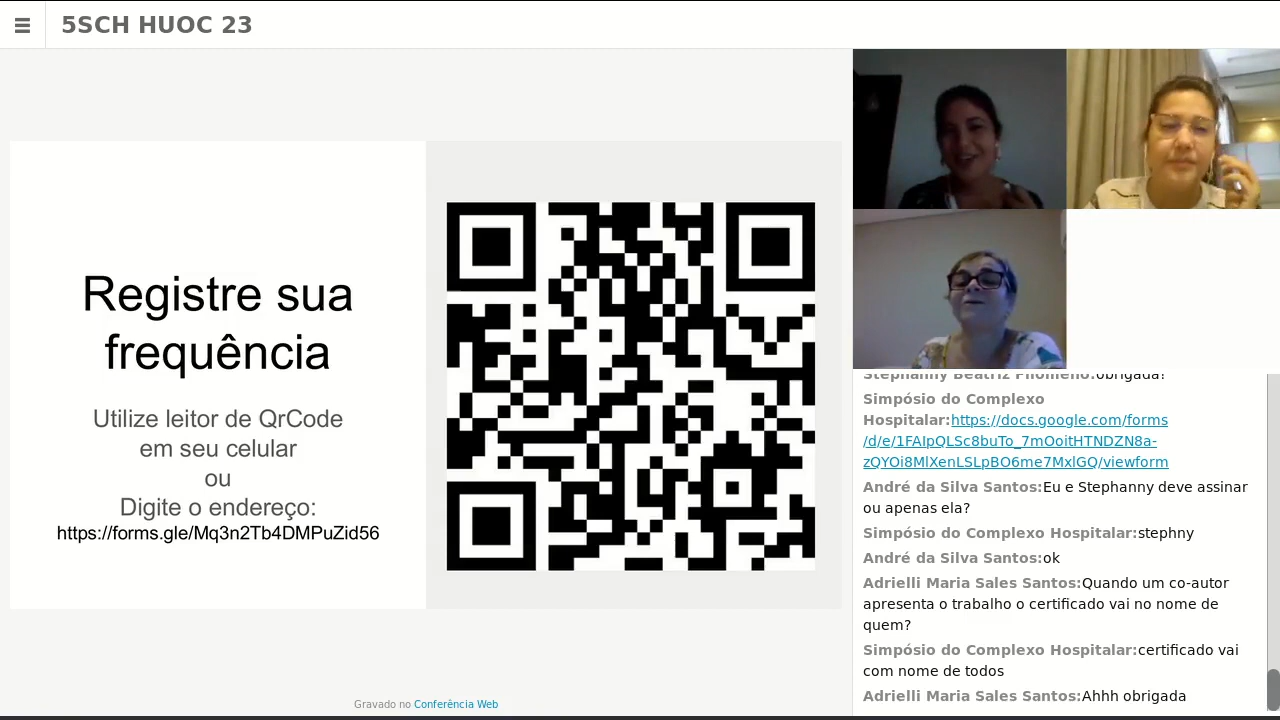 5SCH HUOC 23
Registre sua
frequência
Utilize leitor de QrCode
em seu celular
ou
Digite o endereço:
https://forms.gle/Mq3n2Tb4DMPuZid56
Gravado no Conferência Web
Stephanny Beatriz Filomeno:obrigada!
Simpósio do Complexo
Hospitalar:https://docs.google.com/forms
/d/e/1FAIpQLSc8buTo_7mOoitHTNDZN8a-
zQYOi8MlXenLSLpBO6me7MxlGQ/viewform
André da Silva Santos:Eu e Stephanny deve assinar
ou apenas ela?
Simpósio do Complexo Hospitalar:stephny
André da Silva Santos:ok
Adrielli Maria Sales Santos:Quando um co-autor
apresenta o trabalho o certificado vai no nome de
quem?
Simpósio do Complexo Hospitalar:certificado vai
com nome de todos
Adrielli Maria Sales Santos:Ahhh obrigada